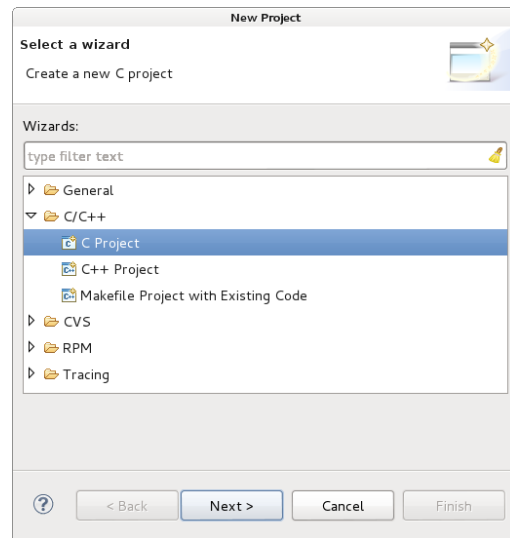 New Project
Select a wizard
Create a new C project
Wizards:
type filter text
General
C/C++
C Project
C++ Project
Makefile Project with Existing Code
CVS
RPM
Tracing
? < Back Next > Cancel Finish